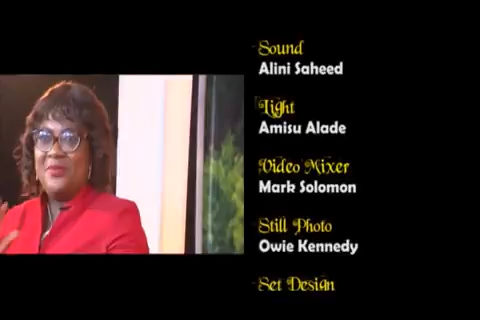 Sound
Alini Saheed
Light
Amisu Alade
Video Mixer
Mark Solomon
Still Photo
Owie Kennedy
Set Design